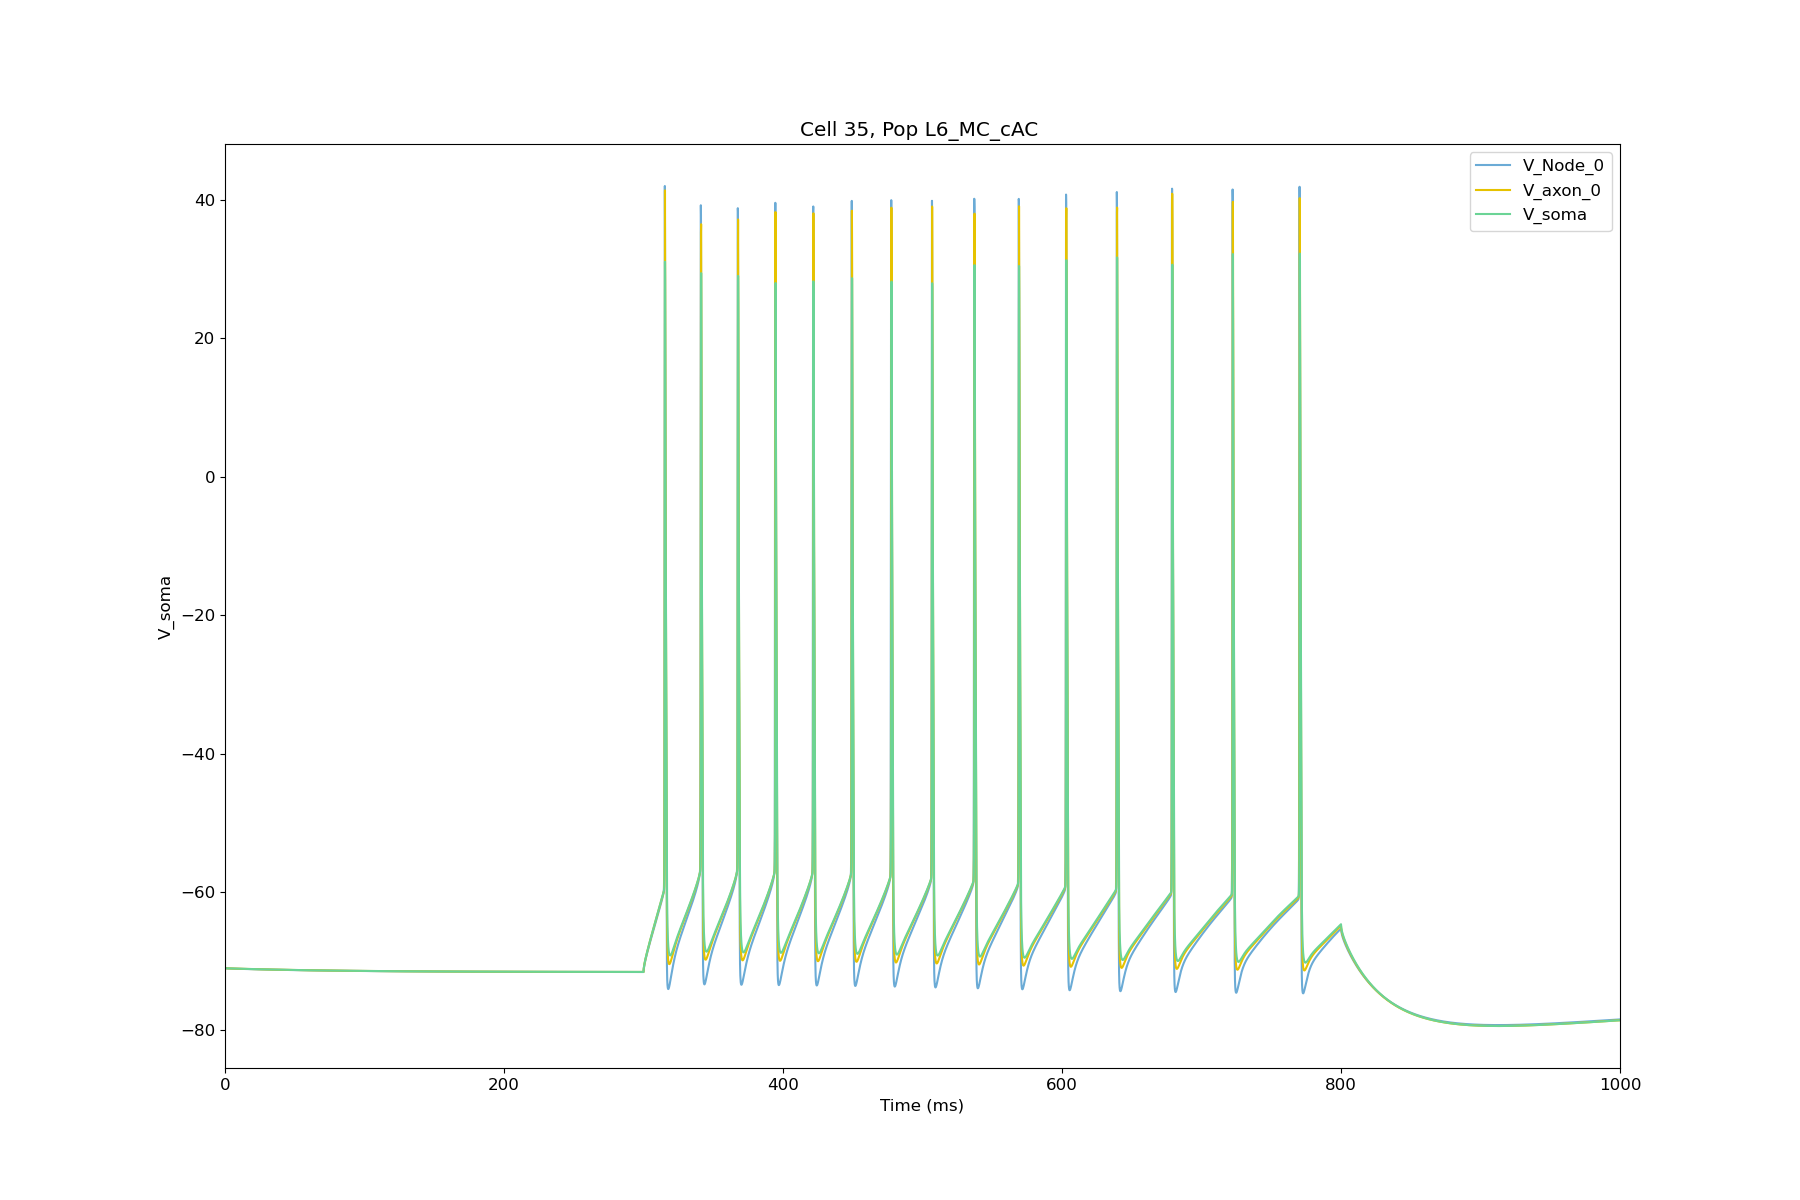 Cell 35, Pop L6_MC_cAC
V_Node_0
V_axon_0
V_soma
40
20
0
−20
−40
−60
−80
V_soma
0 200 400 600 800 1000
Time (ms)